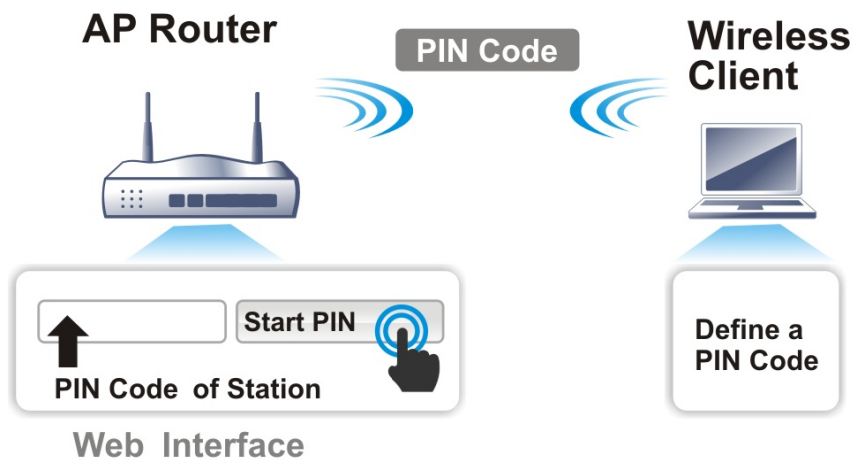 AP Router
PIN Code
Wireless
Client
Start PIN
PIN Code of Station
Web Interface
Define a
PIN Code